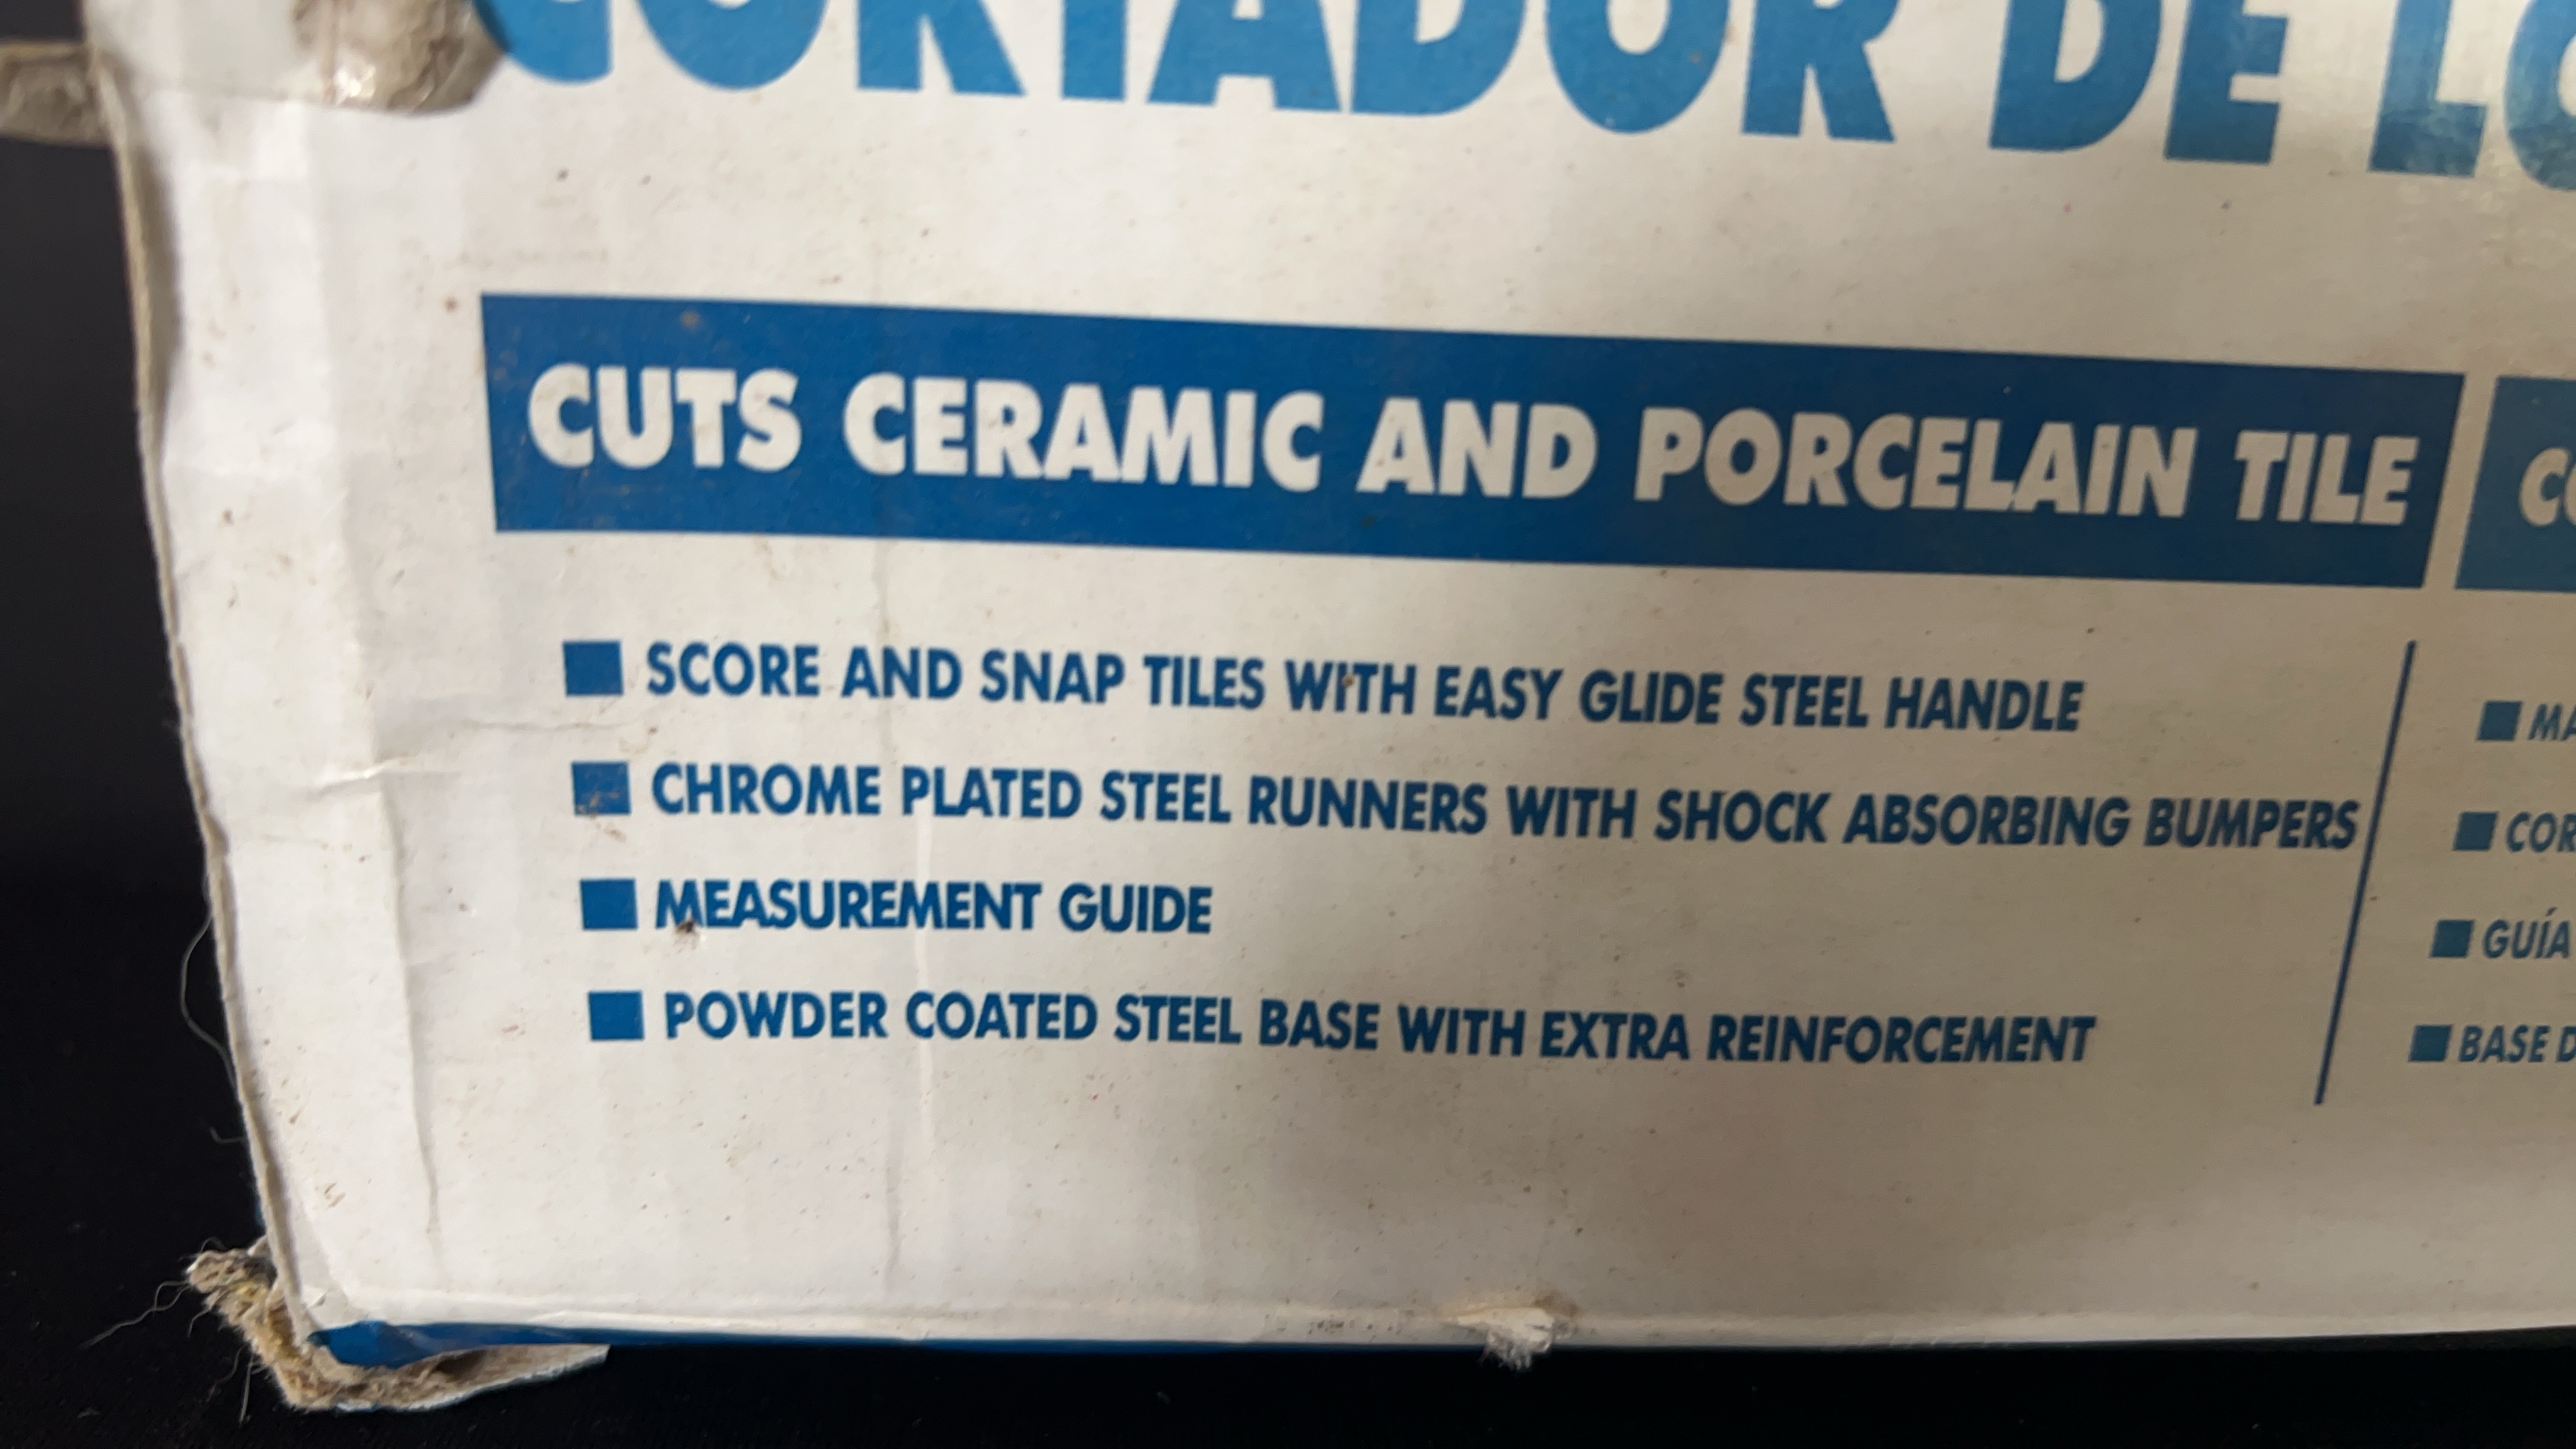 CORTADOR DE
CUTS CERAMIC AND PORCELAIN TILE
SCORE AND SNAP TILES WITH EASY GLIDE STEEL HANDLE
CHROME PLATED STEEL RUNNERS WITH SHOCK ABSORBING BUMPERS
MEASUREMENT GUIDE
POWDER COATED STEEL BASE WITH EXTRA REINFORCEMENT
GUÍA
BASE